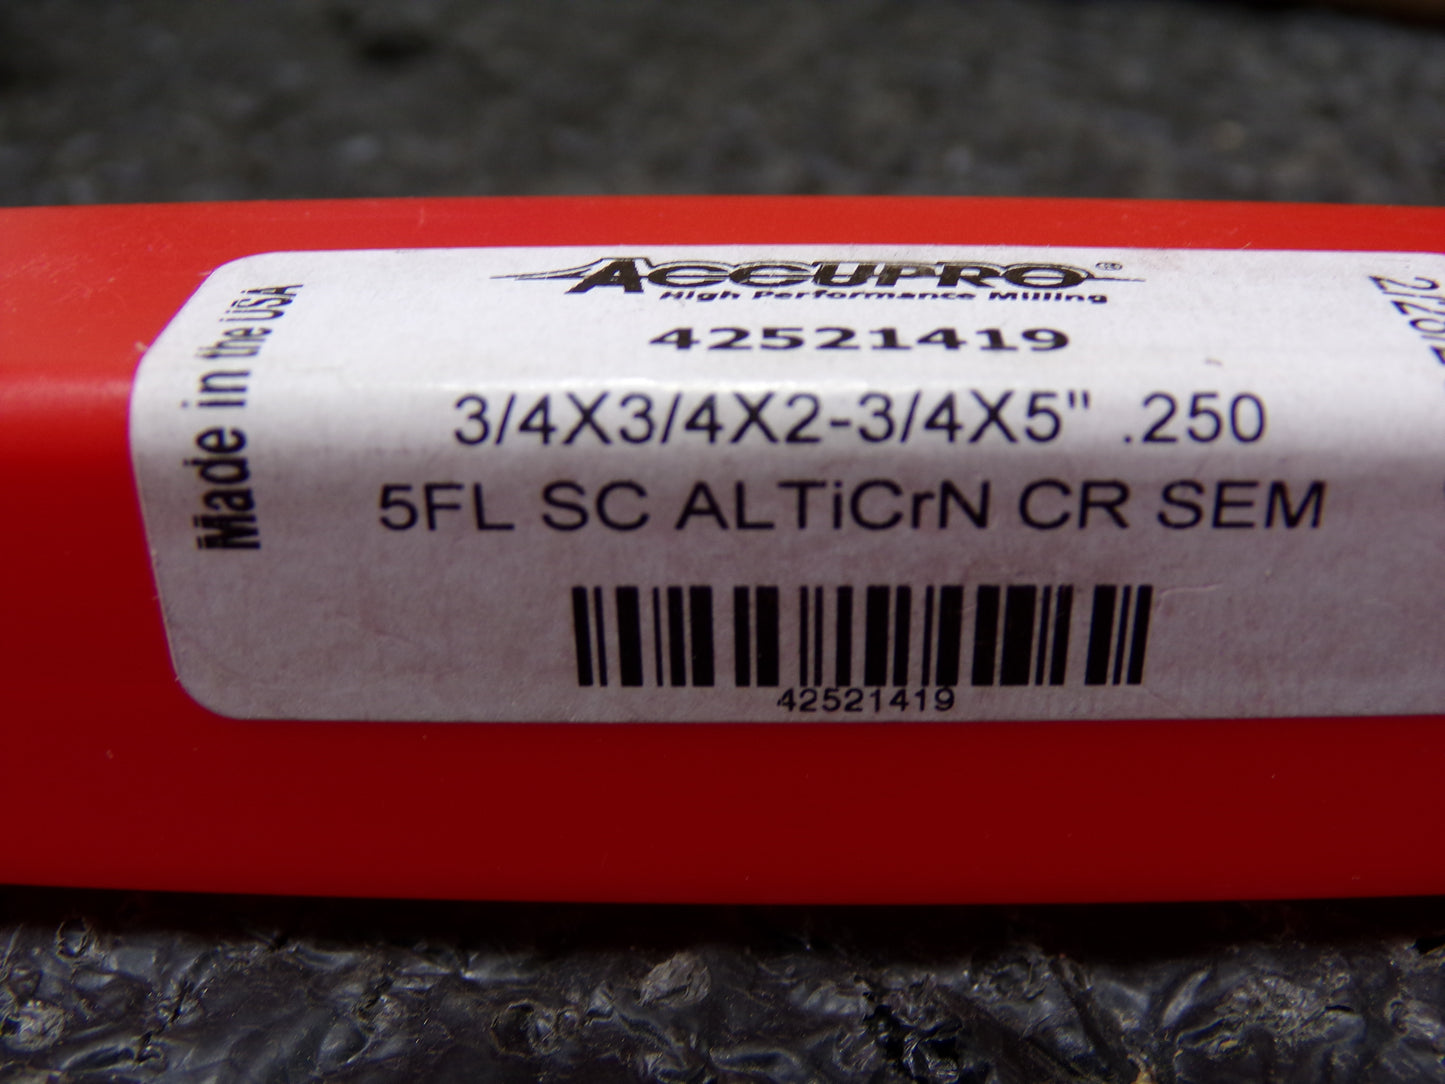 ACCUPRO®
High Performance Milling
42521419
3/4X3/4X2-3/4X5" .250
5FL SC ALTiCrN CR SEM
42521419
Made in the USA